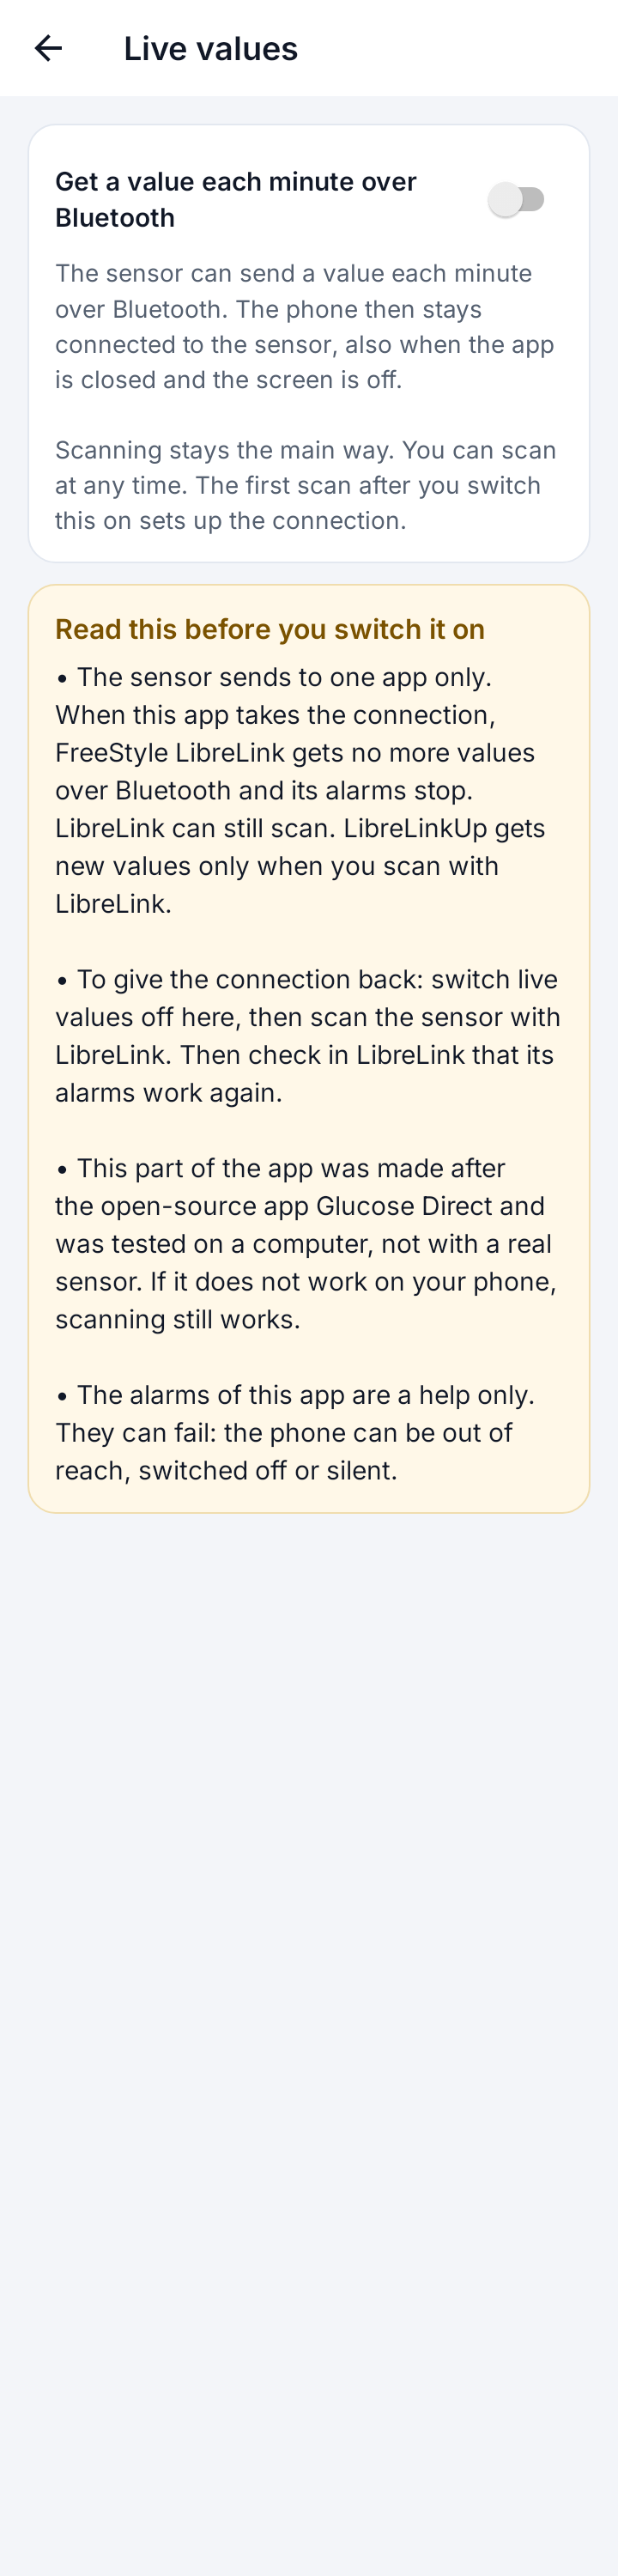 Live values
Get a value each minute over
Bluetooth
The sensor can send a value each minute
over Bluetooth. The phone then stays
connected to the sensor, also when the app
is closed and the screen is off.
Scanning stays the main way. You can scan
at any time. The first scan after you switch
this on sets up the connection.
Read this before you switch it on
• The sensor sends to one app only.
When this app takes the connection,
FreeStyle LibreLink gets no more values
over Bluetooth and its alarms stop.
LibreLink can still scan. LibreLinkUp gets
new values only when you scan with
LibreLink.
• To give the connection back: switch live
values off here, then scan the sensor with
LibreLink. Then check in LibreLink that its
alarms work again.
• This part of the app was made after
the open-source app Glucose Direct and
was tested on a computer, not with a real
sensor. If it does not work on your phone,
scanning still works.
• The alarms of this app are a help only.
They can fail: the phone can be out of
reach, switched off or silent.